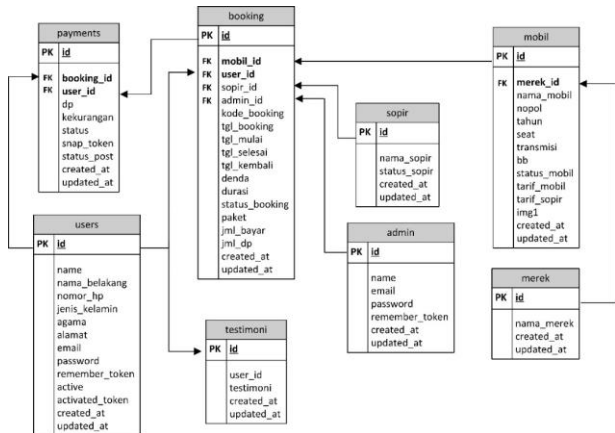 payments
PK id
FK booking_id
FK user_id
dp
kekurangan
status
snap_token
status_post
created_at
updated_at
booking
PK id
FK mobil_id
FK user_id
FK sopir_id
FK admin_id
kode_booking
tgl_booking
tgl_mulai
tgl_selesai
tgl_kembali
denda
durasi
status_booking
paket
jml_bayar
jml_dp
created_at
updated_at
mobil
PK id
FK merek_id
nama_mobil
nopol
tahun
seat
transmisi
bb
status_mobil
tarif_mobil
tarif_sopir
img1
created_at
updated_at
sopir
PK id
nama_sopir
status_sopir
created_at
updated_at
users
PK id
name
nama_belakang
nomor_hp
jenis_kelamin
agama
alamat
email
password
remember_token
active
activated_token
created_at
updated_at
admin
PK id
name
email
password
remember_token
created_at
updated_at
merek
PK id
nama_merek
created_at
updated_at
testimoni
PK id
user_id
testimoni
created_at
updated_at